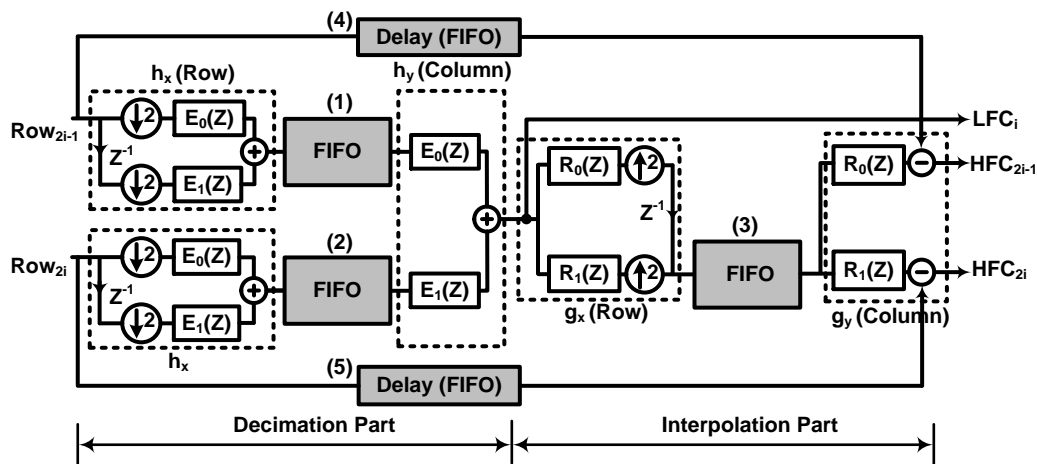 (4)
Delay (FIFO)
h_x (Row)
h_y (Column)
Row_2i-1
↓2
E_0(Z)
Z^-1
↓2
E_1(Z)
+
(1)
FIFO
E_0(Z)
+
LFC_i
R_0(Z)
↑2
Z^-1
R_1(Z)
↑2
g_x (Row)
(3)
FIFO
R_0(Z)
−
HFC_2i-1
R_1(Z)
−
HFC_2i
g_y (Column)
Row_2i
↓2
E_0(Z)
Z^-1
↓2
E_1(Z)
+
h_x
(2)
FIFO
E_1(Z)
(5)
Delay (FIFO)
Decimation Part
Interpolation Part